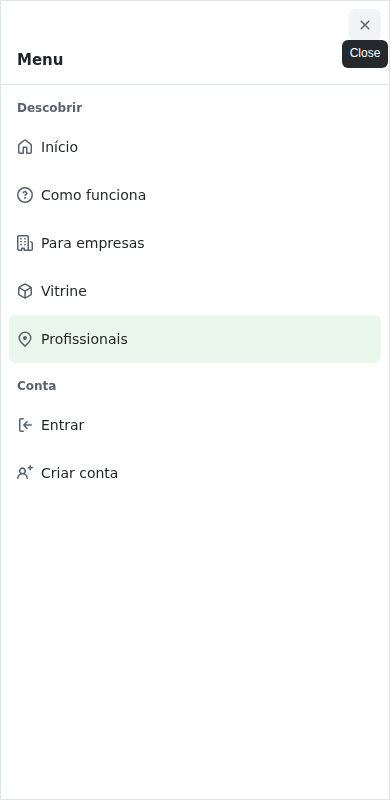 Close
Menu
Descobrir
Início
Como funciona
Para empresas
Vitrine
Profissionais
Conta
Entrar
Criar conta